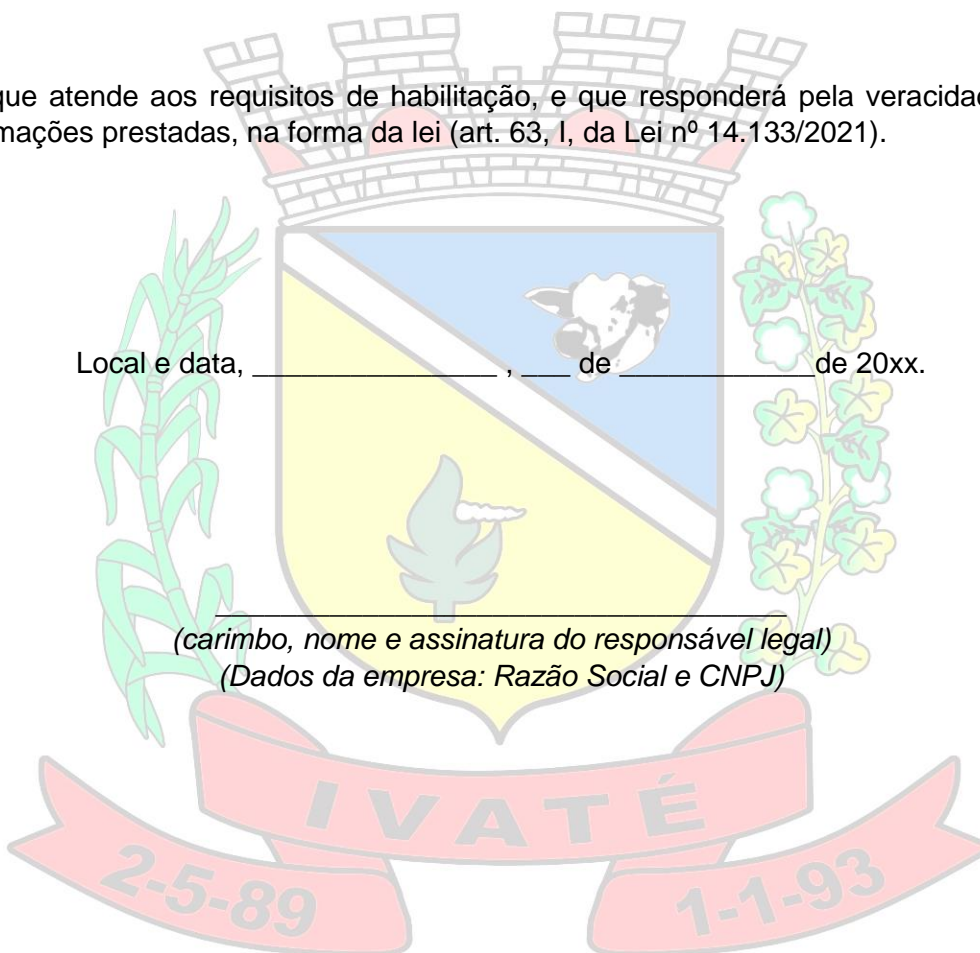 que atende aos requisitos de habilitação, e que responderá pela
mações prestadas, na forma da lei (art. 63, I, da Lei nº 14.133/2021).
Local e data, _______________ , ___ de ____________de 20xx.
___________________________________
(carimbo, nome e assinatura do responsável legal)
(Dados da empresa: Razão Social e CNPJ)
IVATÉ
2-5-89
1-1-93